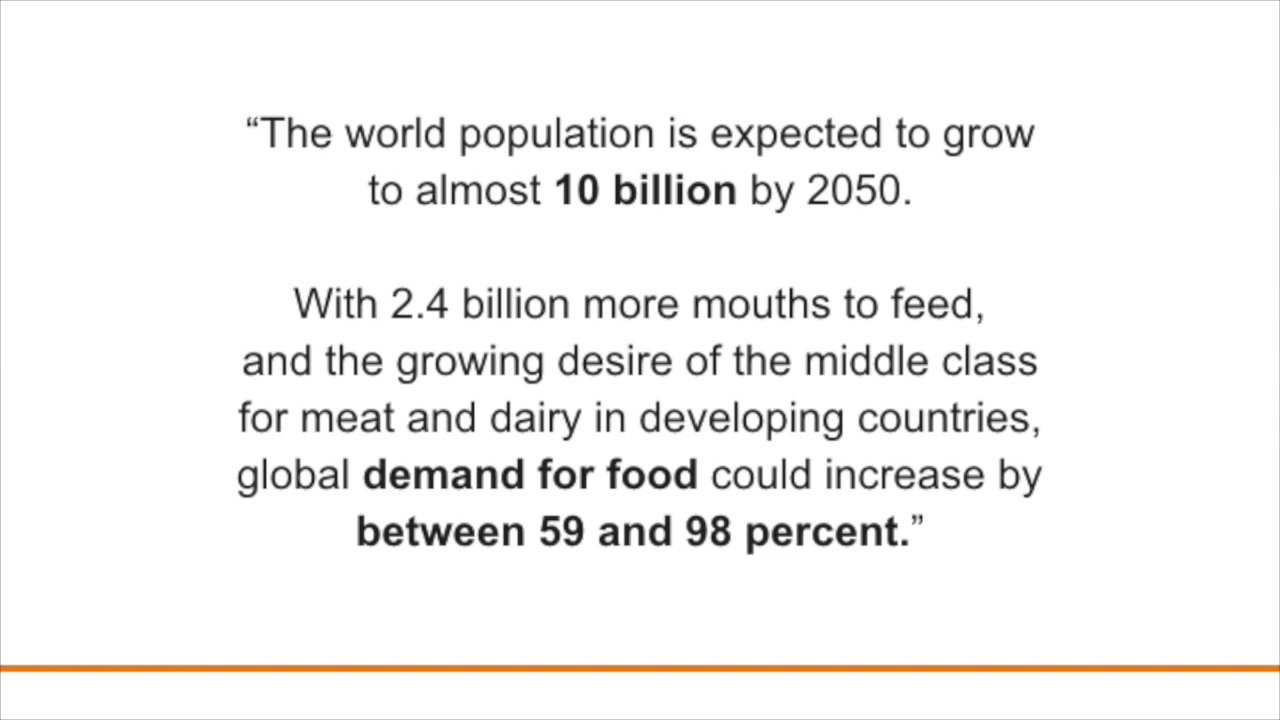 “The world population is expected to grow
to almost 10 billion by 2050.
With 2.4 billion more mouths to feed,
and the growing desire of the middle class
for meat and dairy in developing countries,
global demand for food could increase by
between 59 and 98 percent.”